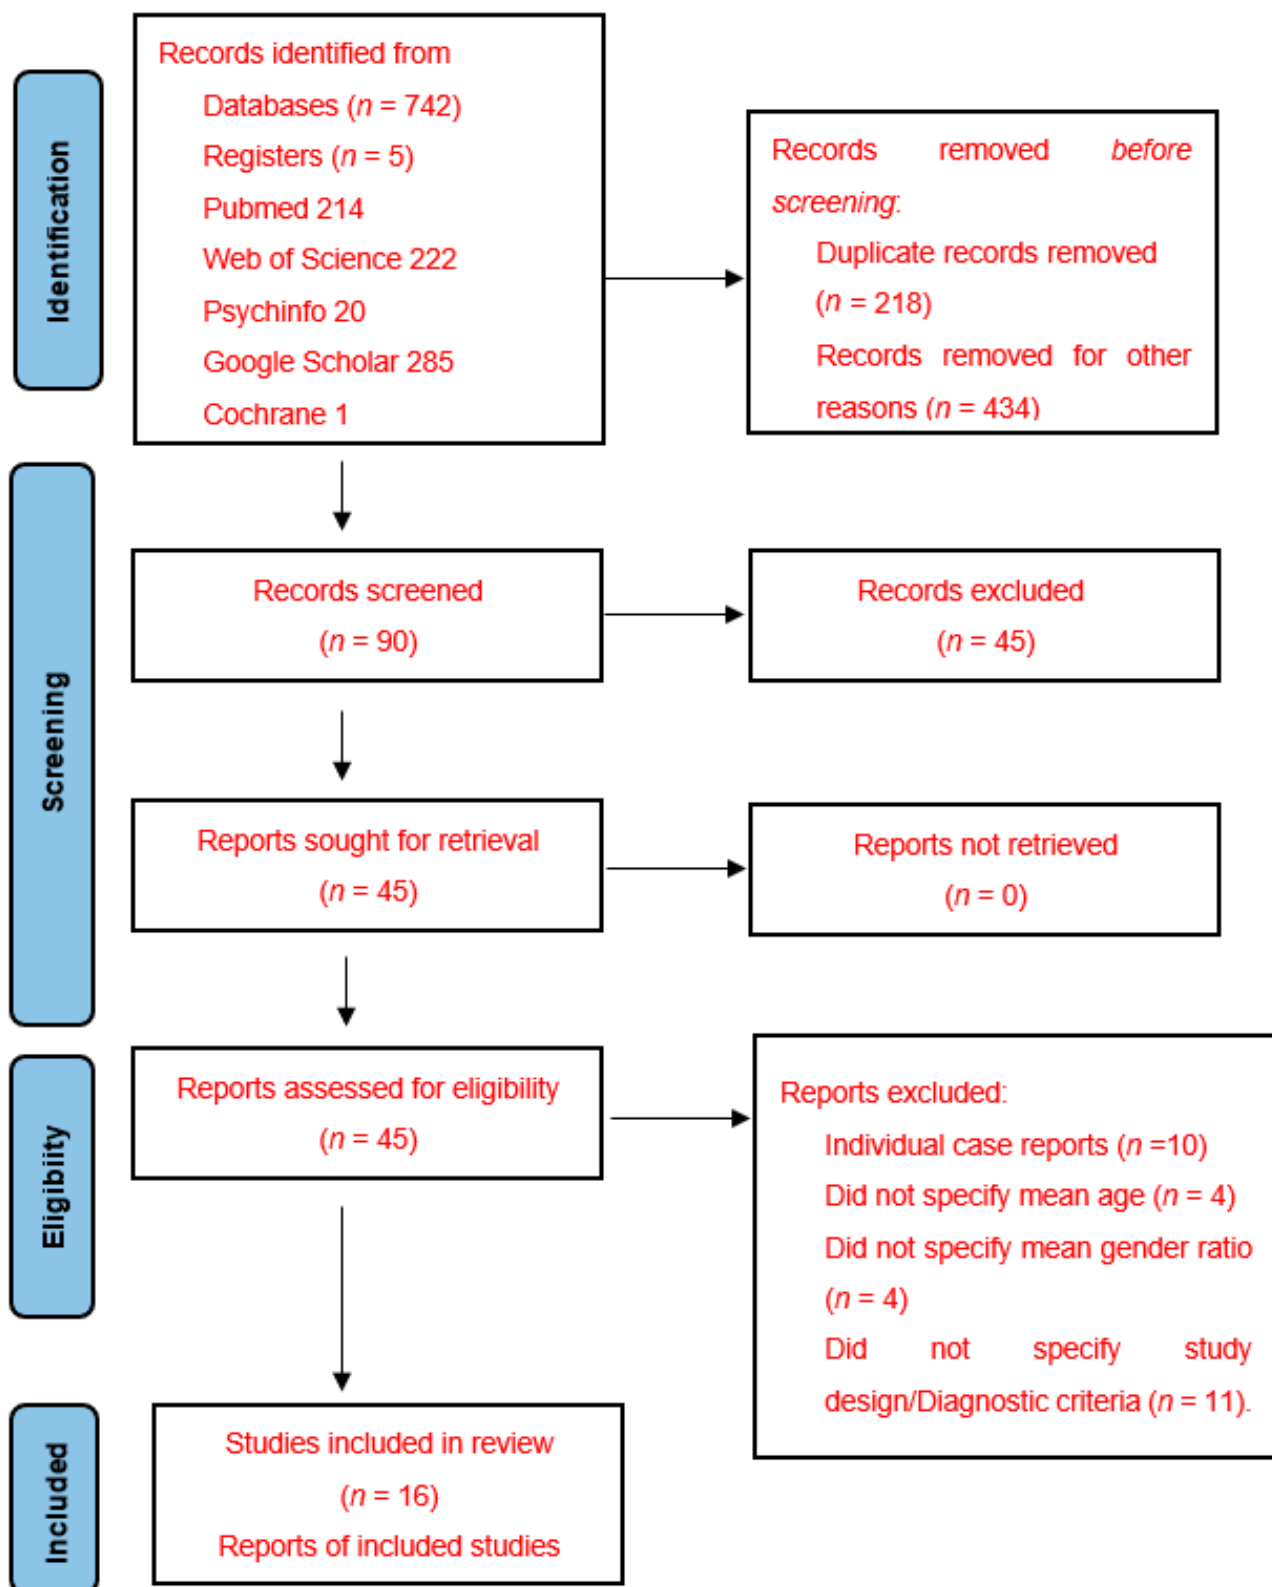 Identification
Records identified from
Databases (n = 742)
Registers (n = 5)
Pubmed 214
Web of Science 222
Psychinfo 20
Google Scholar 285
Cochrane 1
Records removed before
screening:
Duplicate records removed
(n = 218)
Records removed for other
reasons (n = 434)
Screening
Records screened
(n = 90)
Records excluded
(n = 45)
Reports sought for retrieval
(n = 45)
Reports not retrieved
(n = 0)
Eligibiity
Reports assessed for eligibility
(n = 45)
Reports excluded:
Individual case reports (n =10)
Did not specify mean age (n = 4)
Did not specify mean gender ratio
(n = 4)
Did not specify study
design/Diagnostic criteria (n = 11).
Included
Studies included in review
(n = 16)
Reports of included studies